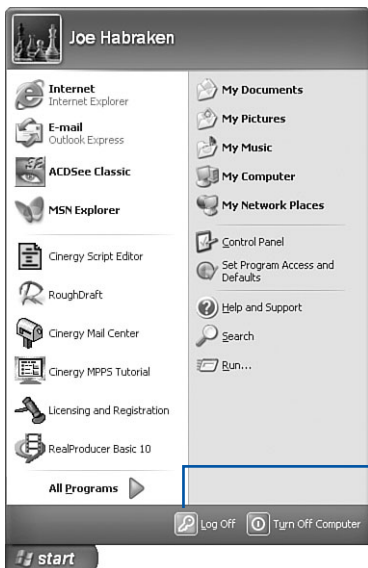 Joe Habraken
Internet
Internet Explorer
E-mail
Outlook Express
ACDSee Classic
MSN Explorer
Cinergy Script Editor
RoughDraft
Cinergy Mail Center
Cinergy MPPS Tutorial
Licensing and Registration
RealProducer Basic 10
All Programs
My Documents
My Pictures
My Music
My Computer
My Network Places
Control Panel
Set Program Access and
Defaults
Help and Support
Search
Run...
Log Off
Turn Off Computer
start